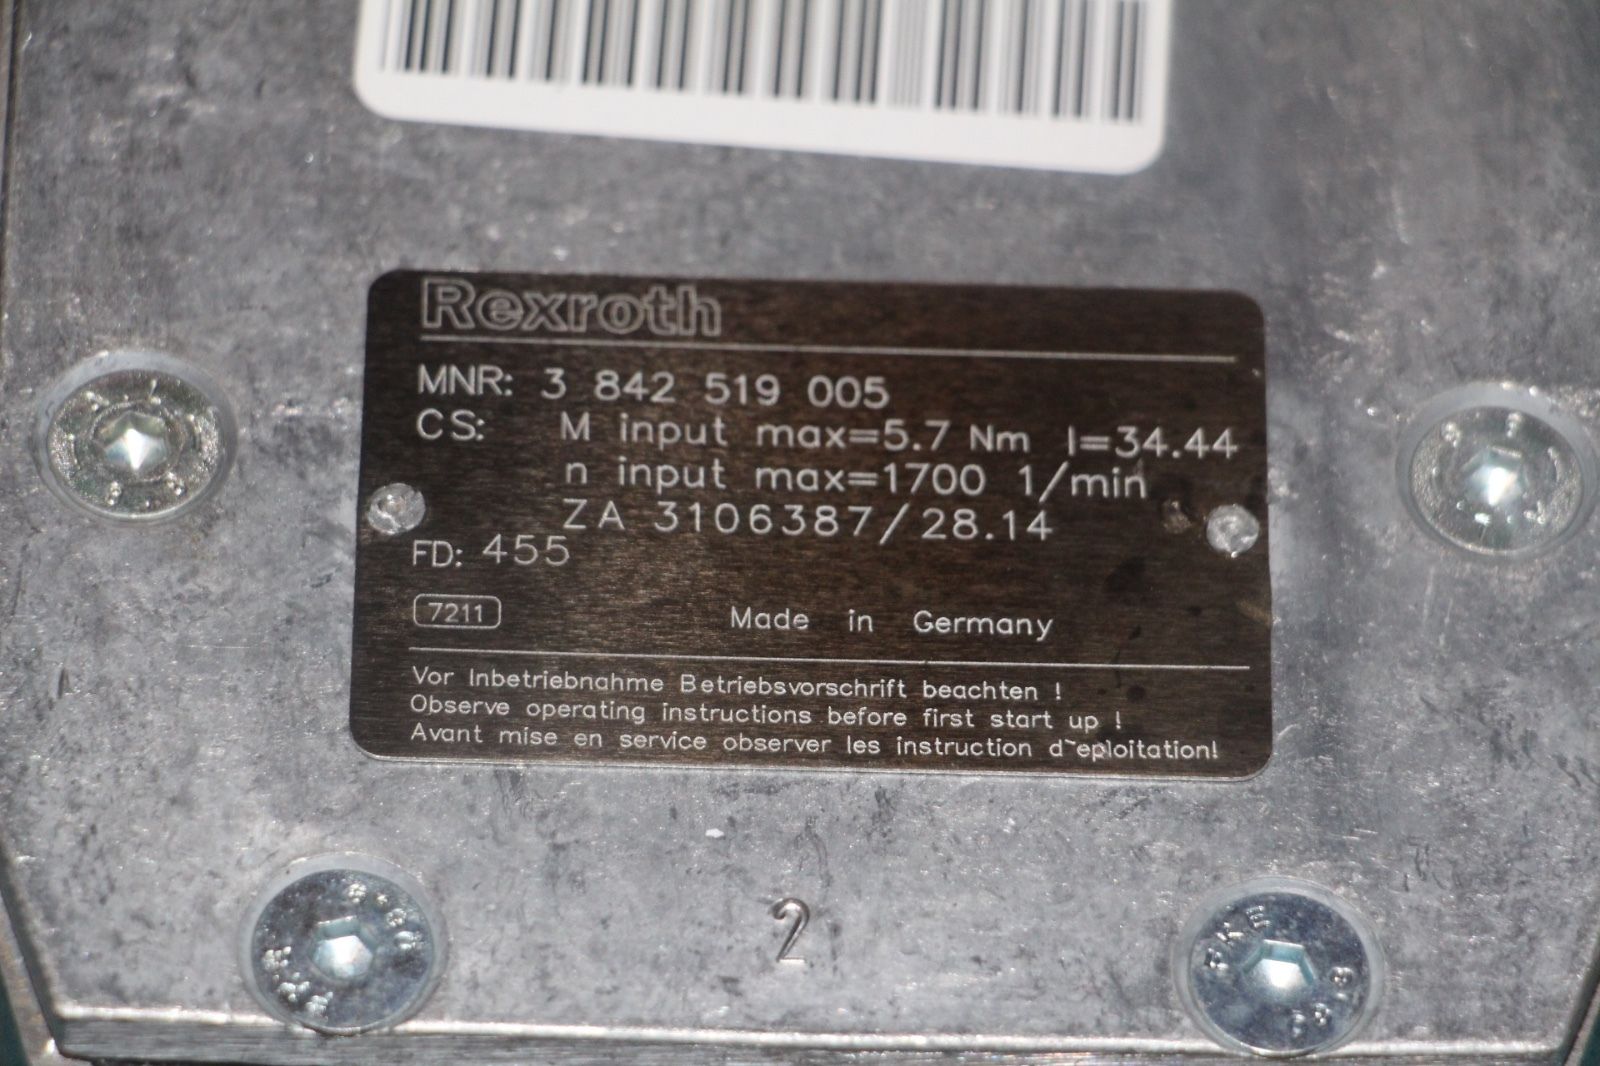 Rexroth
MNR: 3 842 519 005
CS: M input max=5.7 Nm I=34.44
n input max=1700 1/min
ZA 3106387/28.14
FD: 455
7211
Made in Germany
Vor Inbetriebnahme Betriebsvorschrift beachten !
Observe operating instructions before first start up !
Avant mise en service observer les instruction d~eploitation!
2